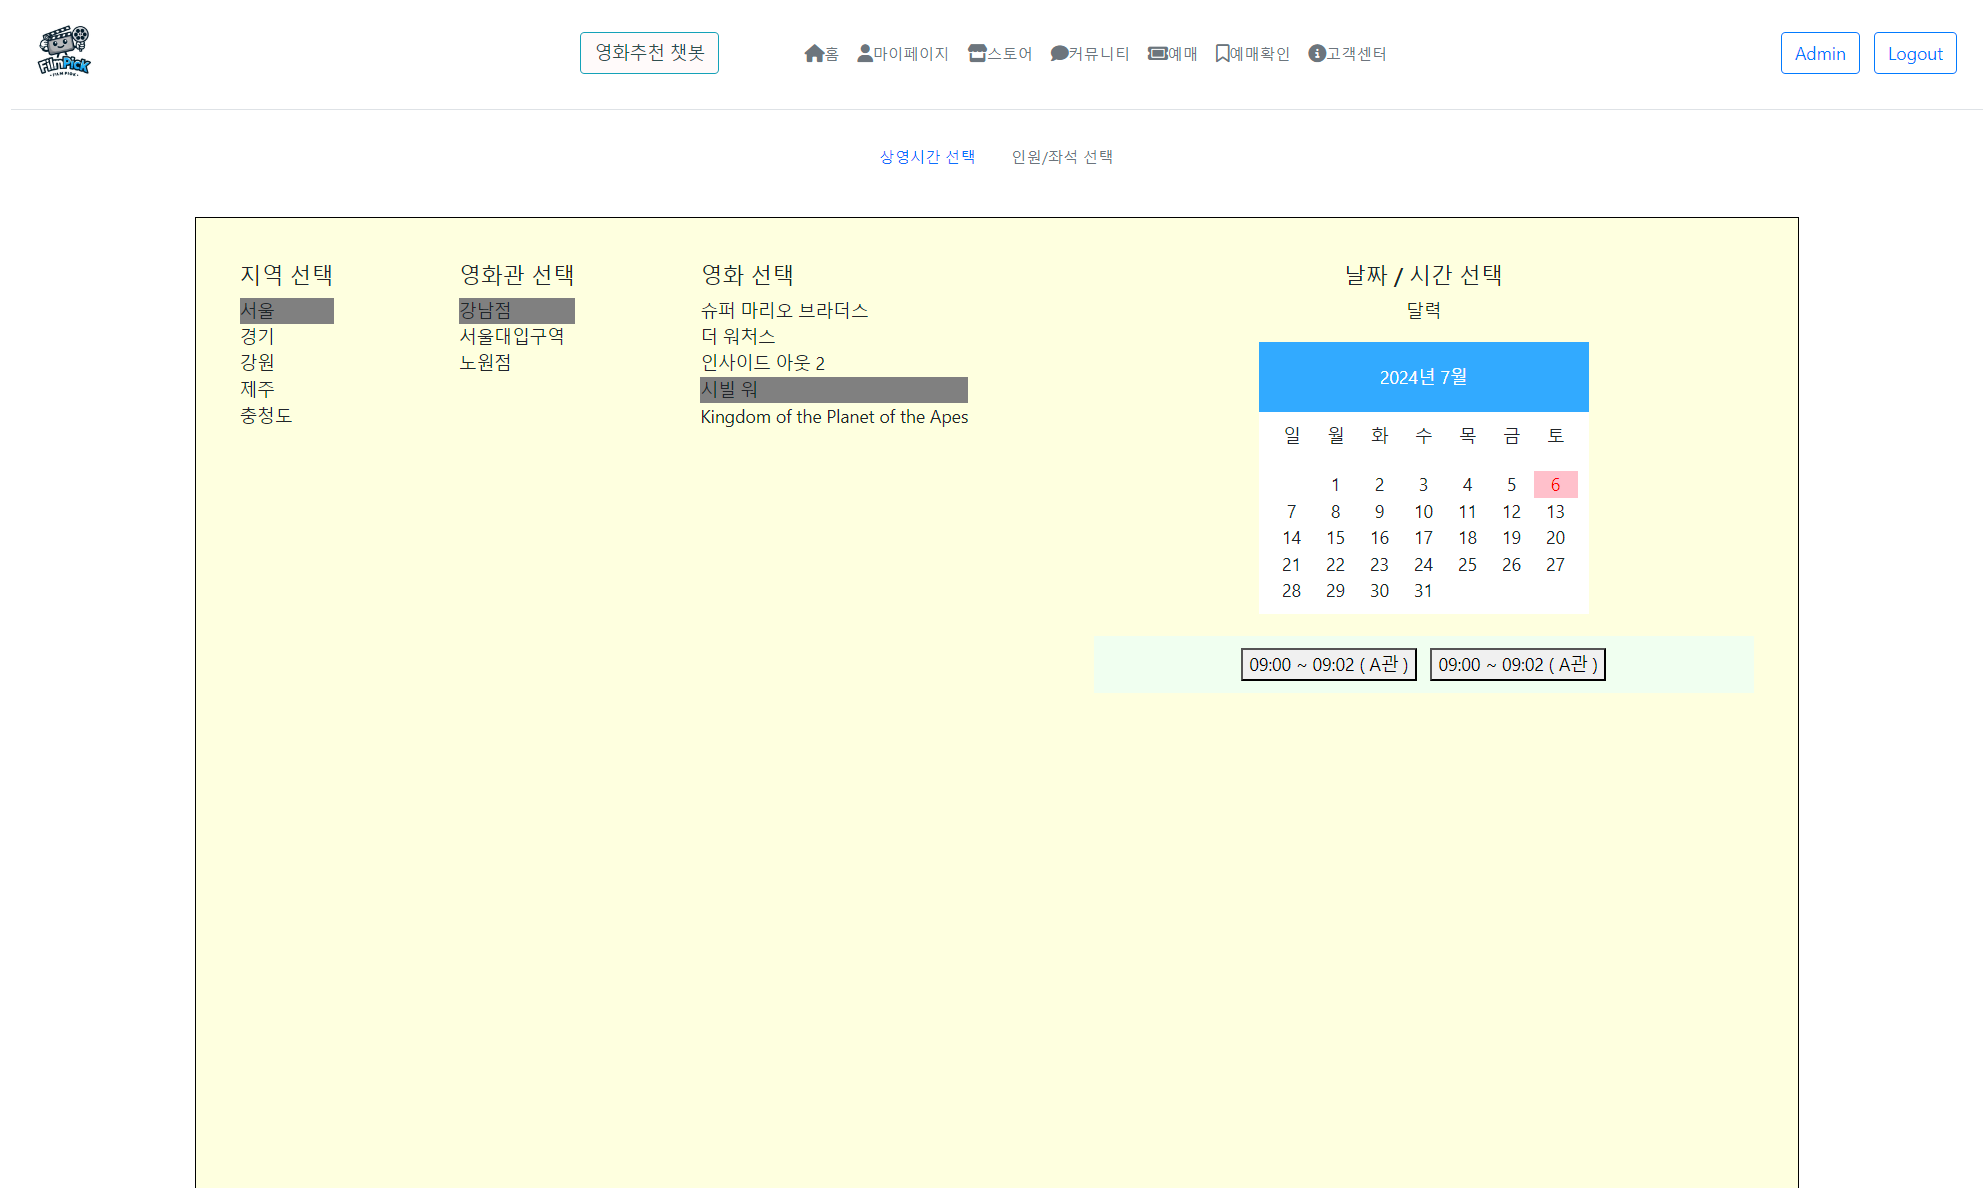 FilmPick
FILM PICK
영화추천 챗봇
홈 마이페이지 스토어 커뮤니티 예매 예매확인 고객센터
Admin Logout
상영시간 선택 인원/좌석 선택
지역 선택
서울
경기
강원
제주
충청도
영화관 선택
강남점
서울대입구역
노원점
영화 선택
슈퍼 마리오 브라더스
더 워처스
인사이드 아웃 2
시빌 워
Kingdom of the Planet of the Apes
날짜 / 시간 선택
달력
2024년 7월
일 월 화 수 목 금 토
1 2 3 4 5 6
7 8 9 10 11 12 13
14 15 16 17 18 19 20
21 22 23 24 25 26 27
28 29 30 31
09:00 ~ 09:02 ( A관 ) 09:00 ~ 09:02 ( A관 )